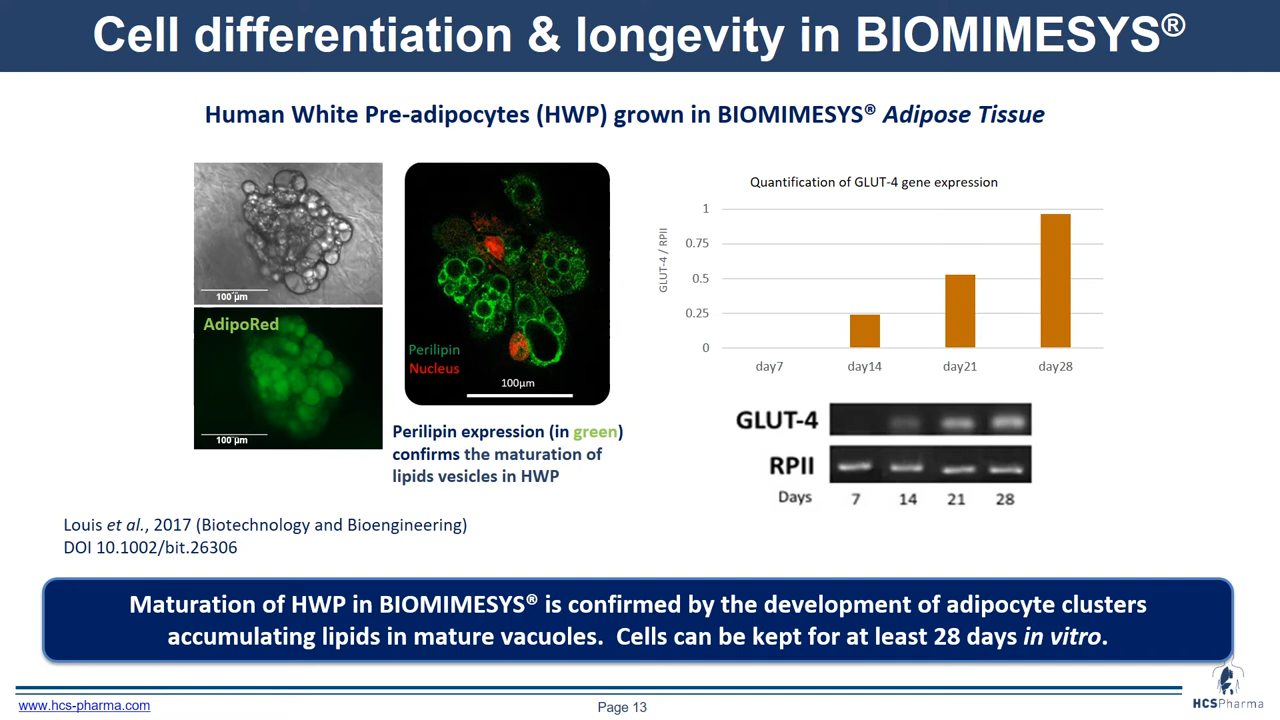 Cell differentiation & longevity in BIOMIMESYS®
Human White Pre-adipocytes (HWP) grown in BIOMIMESYS® Adipose Tissue
100 µm
AdipoRed
100 µm
Perilipin
Nucleus
100µm
Perilipin expression (in green)
confirms the maturation of
lipids vesicles in HWP
Quantification of GLUT-4 gene expression
GLUT-4 / RPII
1
0.75
0.5
0.25
0
day7 day14 day21 day28
GLUT-4
RPII
Days 7 14 21 28
Louis et al., 2017 (Biotechnology and Bioengineering)
DOI 10.1002/bit.26306
Maturation of HWP in BIOMIMESYS® is confirmed by the development of adipocyte clusters
accumulating lipids in mature vacuoles. Cells can be kept for at least 28 days in vitro.
www.hcs-pharma.com
Page 13
HCSPharma